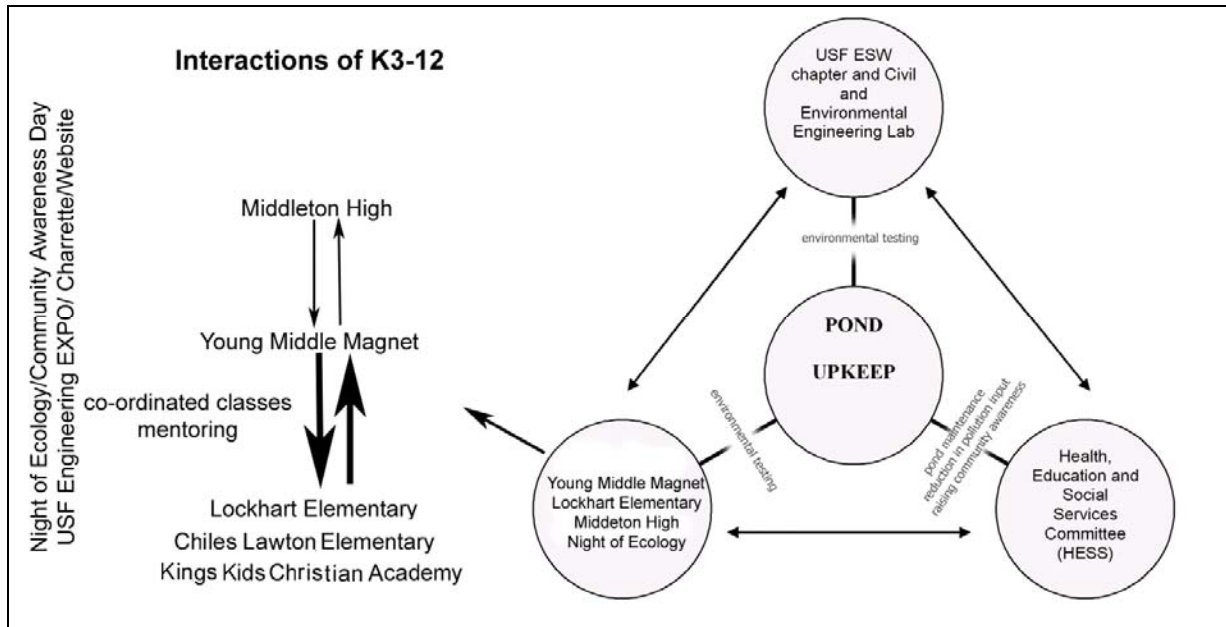 Interactions of K3-12
Night of Ecology/Community Awareness Day
USF Engineering EXPO/ Charrette/Website
Middleton High
Young Middle Magnet
co-ordinated classes
mentoring
Lockhart Elementary
Chiles Lawton Elementary
Kings Kids Christian Academy
USF ESW
chapter and Civil
and
Environmental
Engineering Lab
environmental testing
POND
UPKEEP
environmental testing
pond maintenance
reduction in pollution input
raising community awareness
Young Middle Magnet
Lockhart Elementary
Middeton High
Night of Ecology
Health,
Education and
Social
Services
Committee
(HESS)